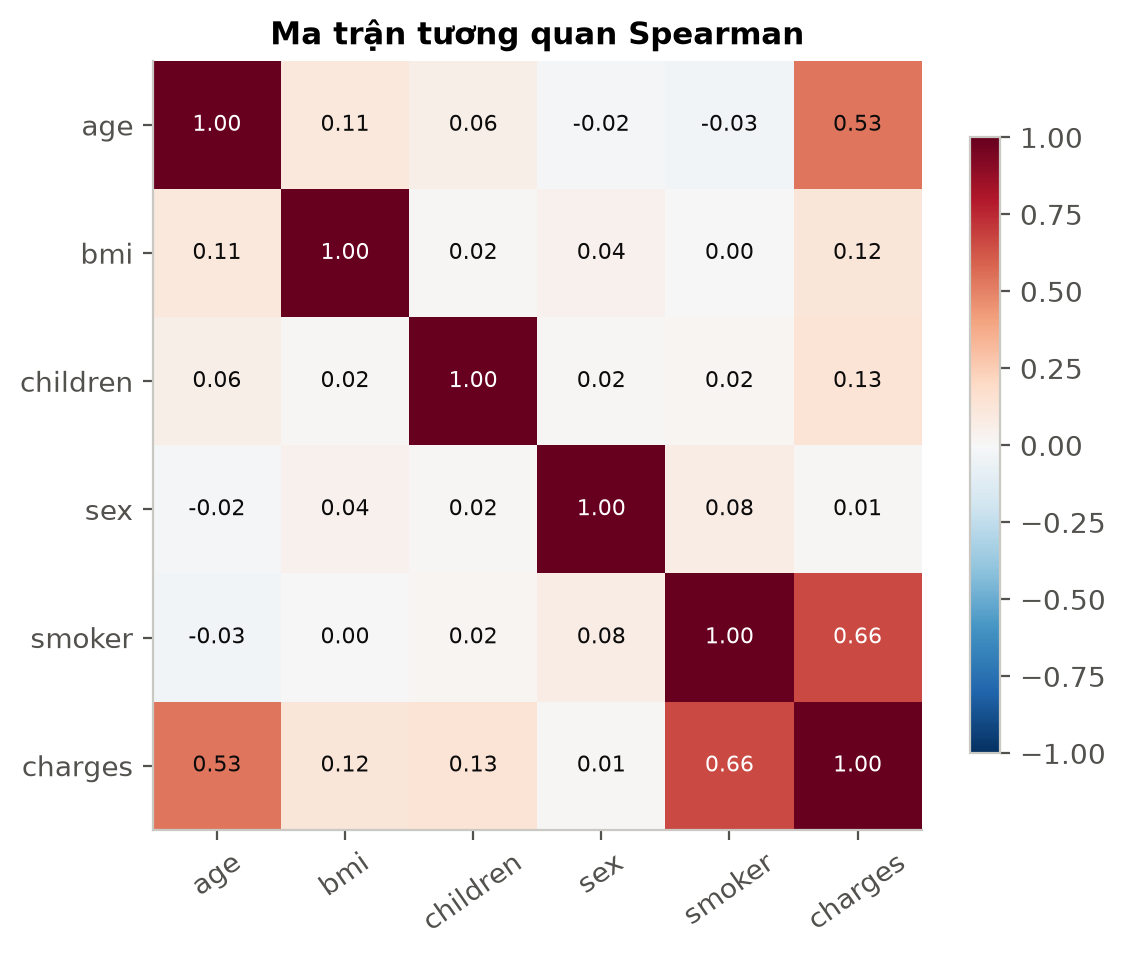 Ma trận tương quan Spearman
age 1.00 0.11 0.06 -0.02 -0.03 0.53
bmi 0.11 1.00 0.02 0.04 0.00 0.12
children 0.06 0.02 1.00 0.02 0.02 0.13
sex -0.02 0.04 0.02 1.00 0.08 0.01
smoker -0.03 0.00 0.02 0.08 1.00 0.66
charges 0.53 0.12 0.13 0.01 0.66 1.00
age bmi children sex smoker charges
1.00
0.75
0.50
0.25
0.00
−0.25
−0.50
−0.75
−1.00